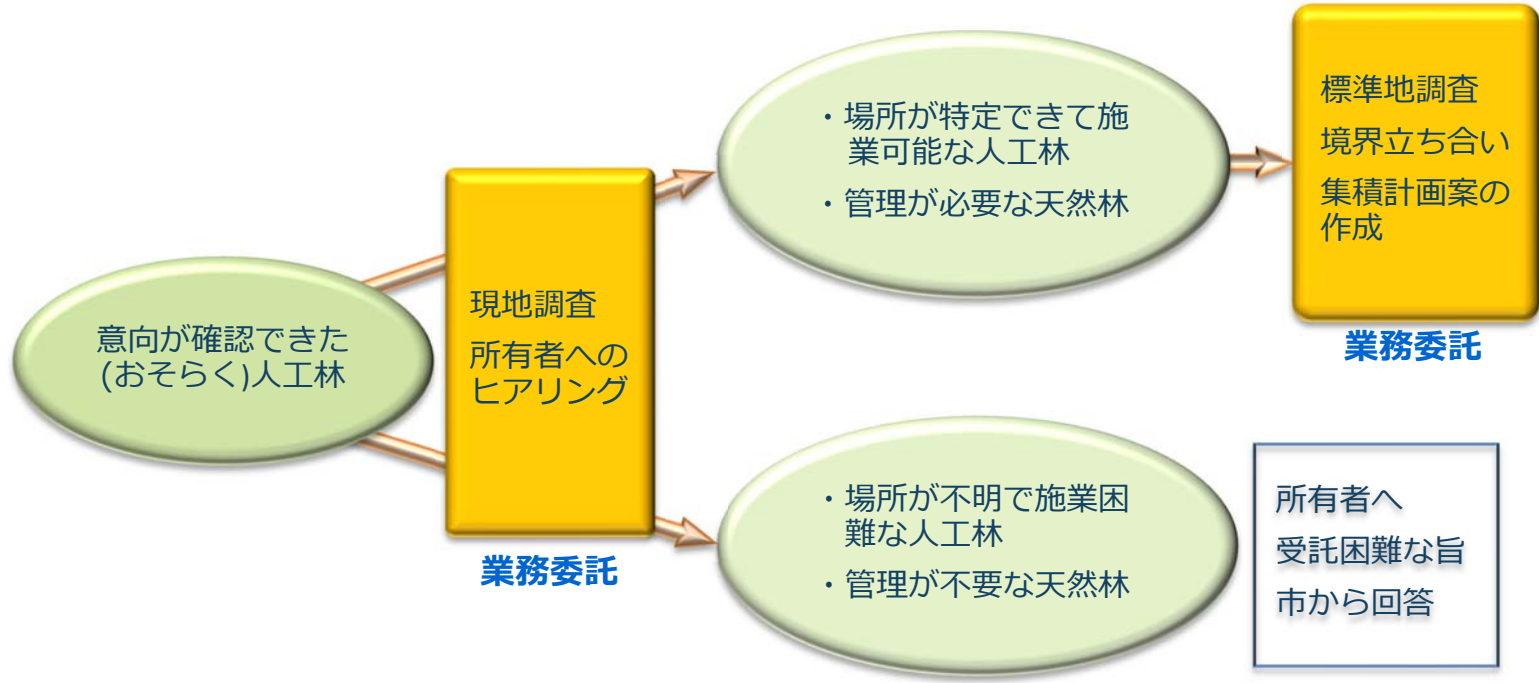 意向が確認できた
(おそらく)人工林
現地調査
所有者への
ヒアリング
業務委託
・場所が特定できて施
業可能な人工林
・管理が必要な天然林
標準地調査
境界立ち合い
集積計画案の
作成
業務委託
・場所が不明で施業困
難な人工林
・管理が不要な天然林
所有者へ
受託困難な旨
市から回答